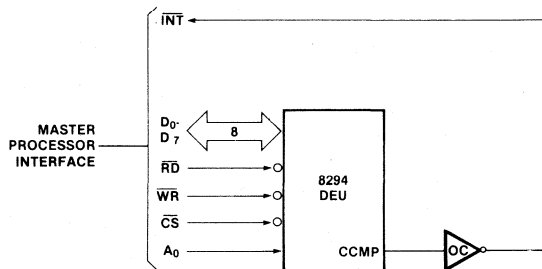 INT
D0-
D7
8
MASTER
PROCESSOR
INTERFACE
RD
WR
CS
A0
8294
DEU
CCMP
OC